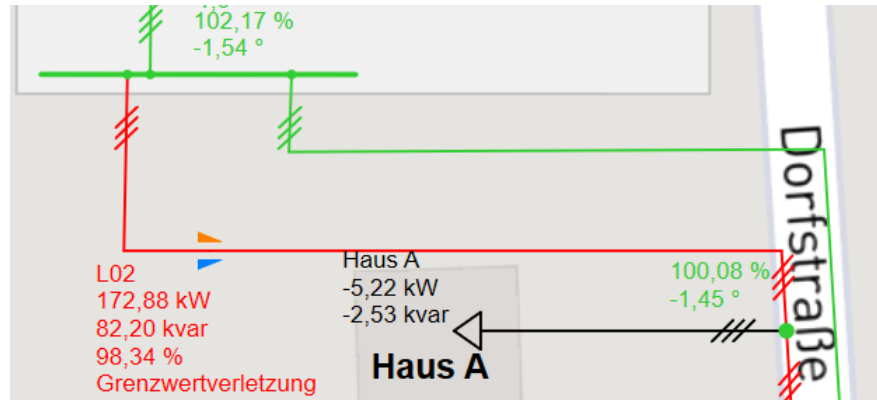 102,17 %
-1,54 °
Dorfstraße
Haus A
-5,22 kW
-2,53 kvar
L02
172,88 kW
82,20 kvar
98,34 %
Grenzwertverletzung
100,08 %
-1,45 °
Haus A